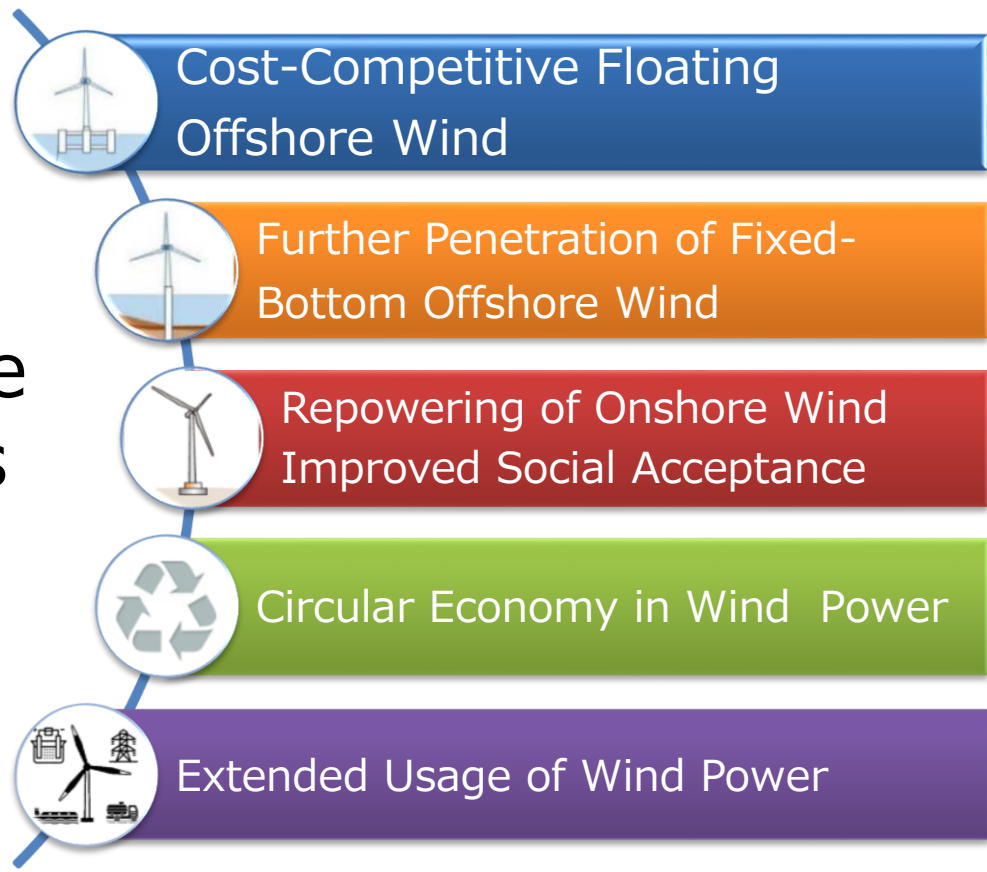 Cost-Competitive Floating
Offshore Wind
Further Penetration of Fixed-
Bottom Offshore Wind
e
s
Repowering of Onshore Wind
Improved Social Acceptance
Circular Economy in Wind  Power
Extended Usage of Wind Power